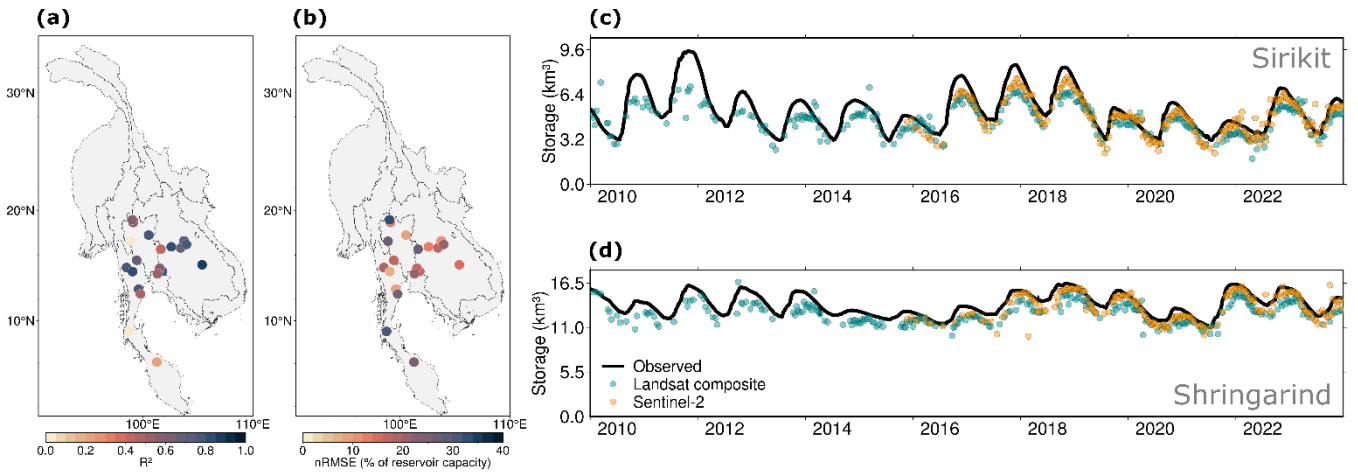 (a)
30°N
20°N
10°N
100°E 110°E
0.0 0.2 0.4 0.6 0.8 1.0
R²
(b)
30°N
20°N
10°N
100°E 110°E
0 10 20 30 40
nRMSE (% of reservoir capacity)
(c)
Sirikit
Storage (km³)
9.6
6.4
3.2
0.0
2010 2012 2014 2016 2018 2020 2022
(d)
Storage (km³)
16.5
11.0
5.5
0.0
Observed
Landsat composite
Sentinel-2
Shringarind
2010 2012 2014 2016 2018 2020 2022